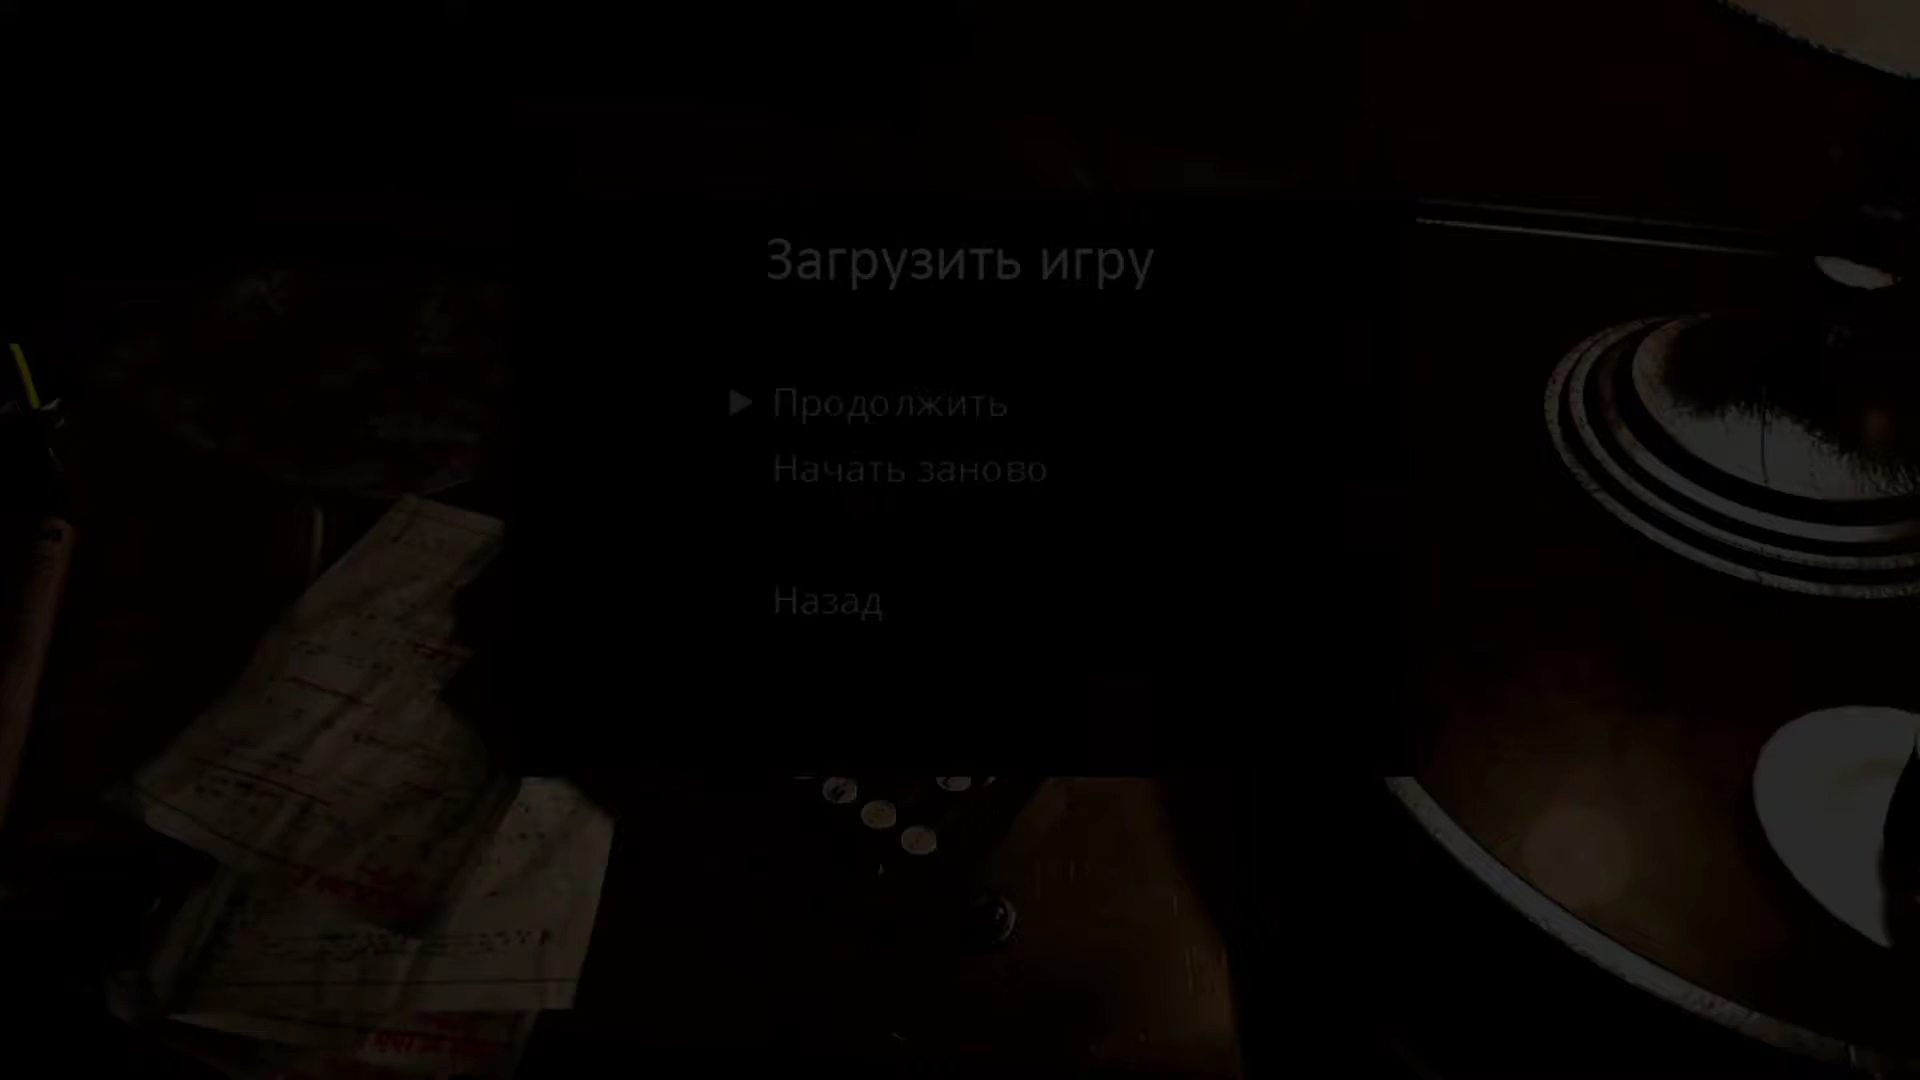 Загрузить игру
Продолжить
Начать заново
Назад